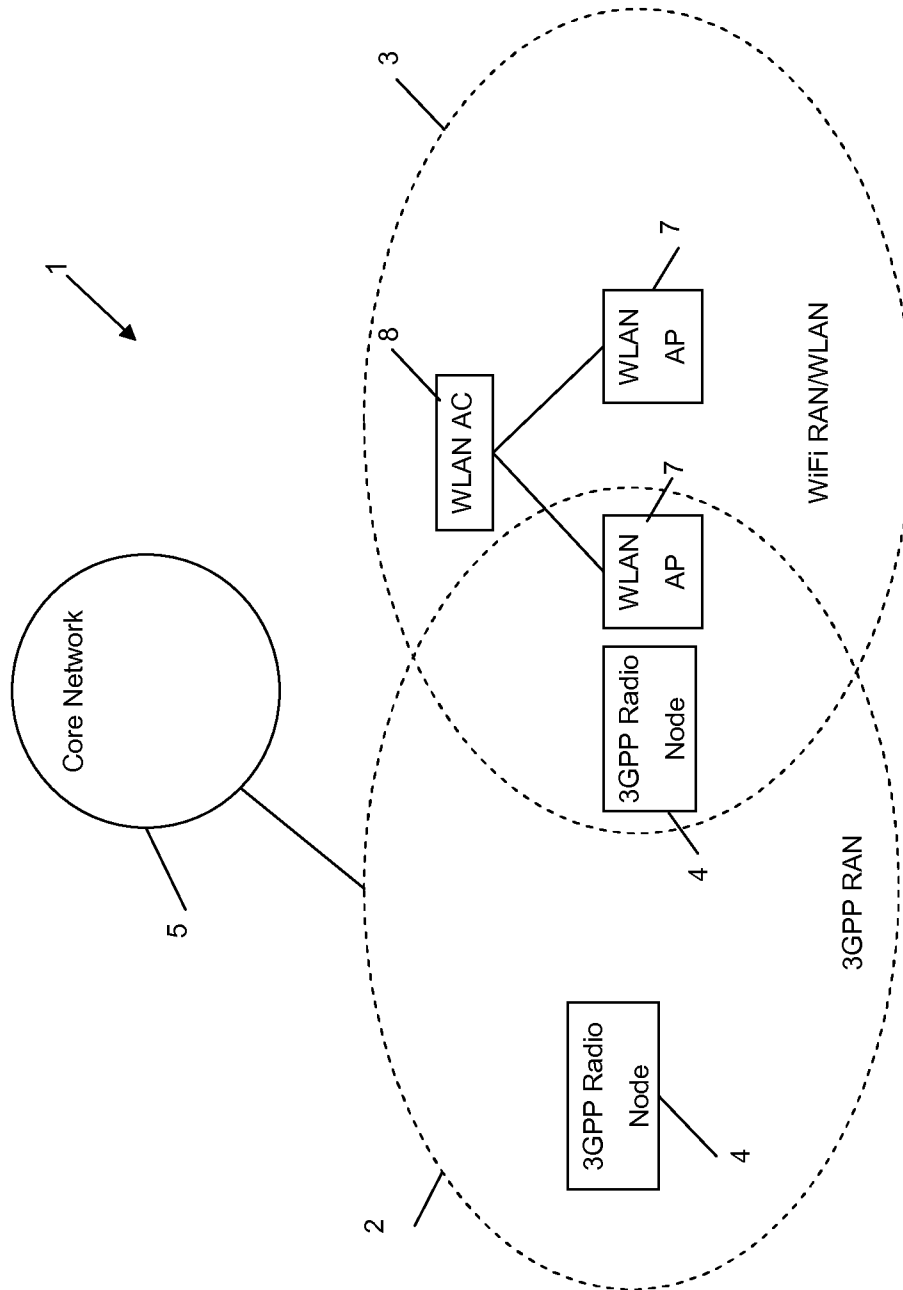 1
Core Network
5
2
3
8
WLAN AC
3GPP Radio
Node
4
3GPP Radio
Node
4
WLAN
AP
7
WLAN
AP
7
3GPP RAN
WiFi RAN/WLAN